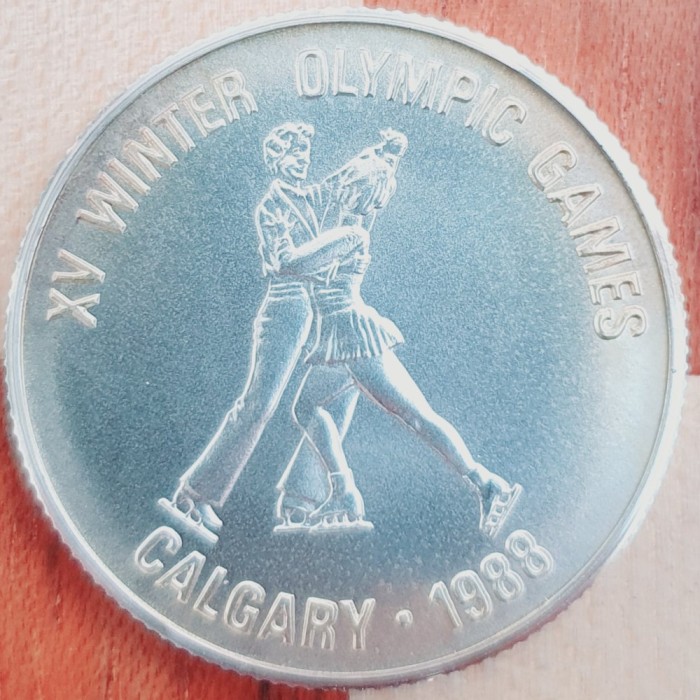 XV WINTER OLYMPIC GAMES
CALGARY • 1988